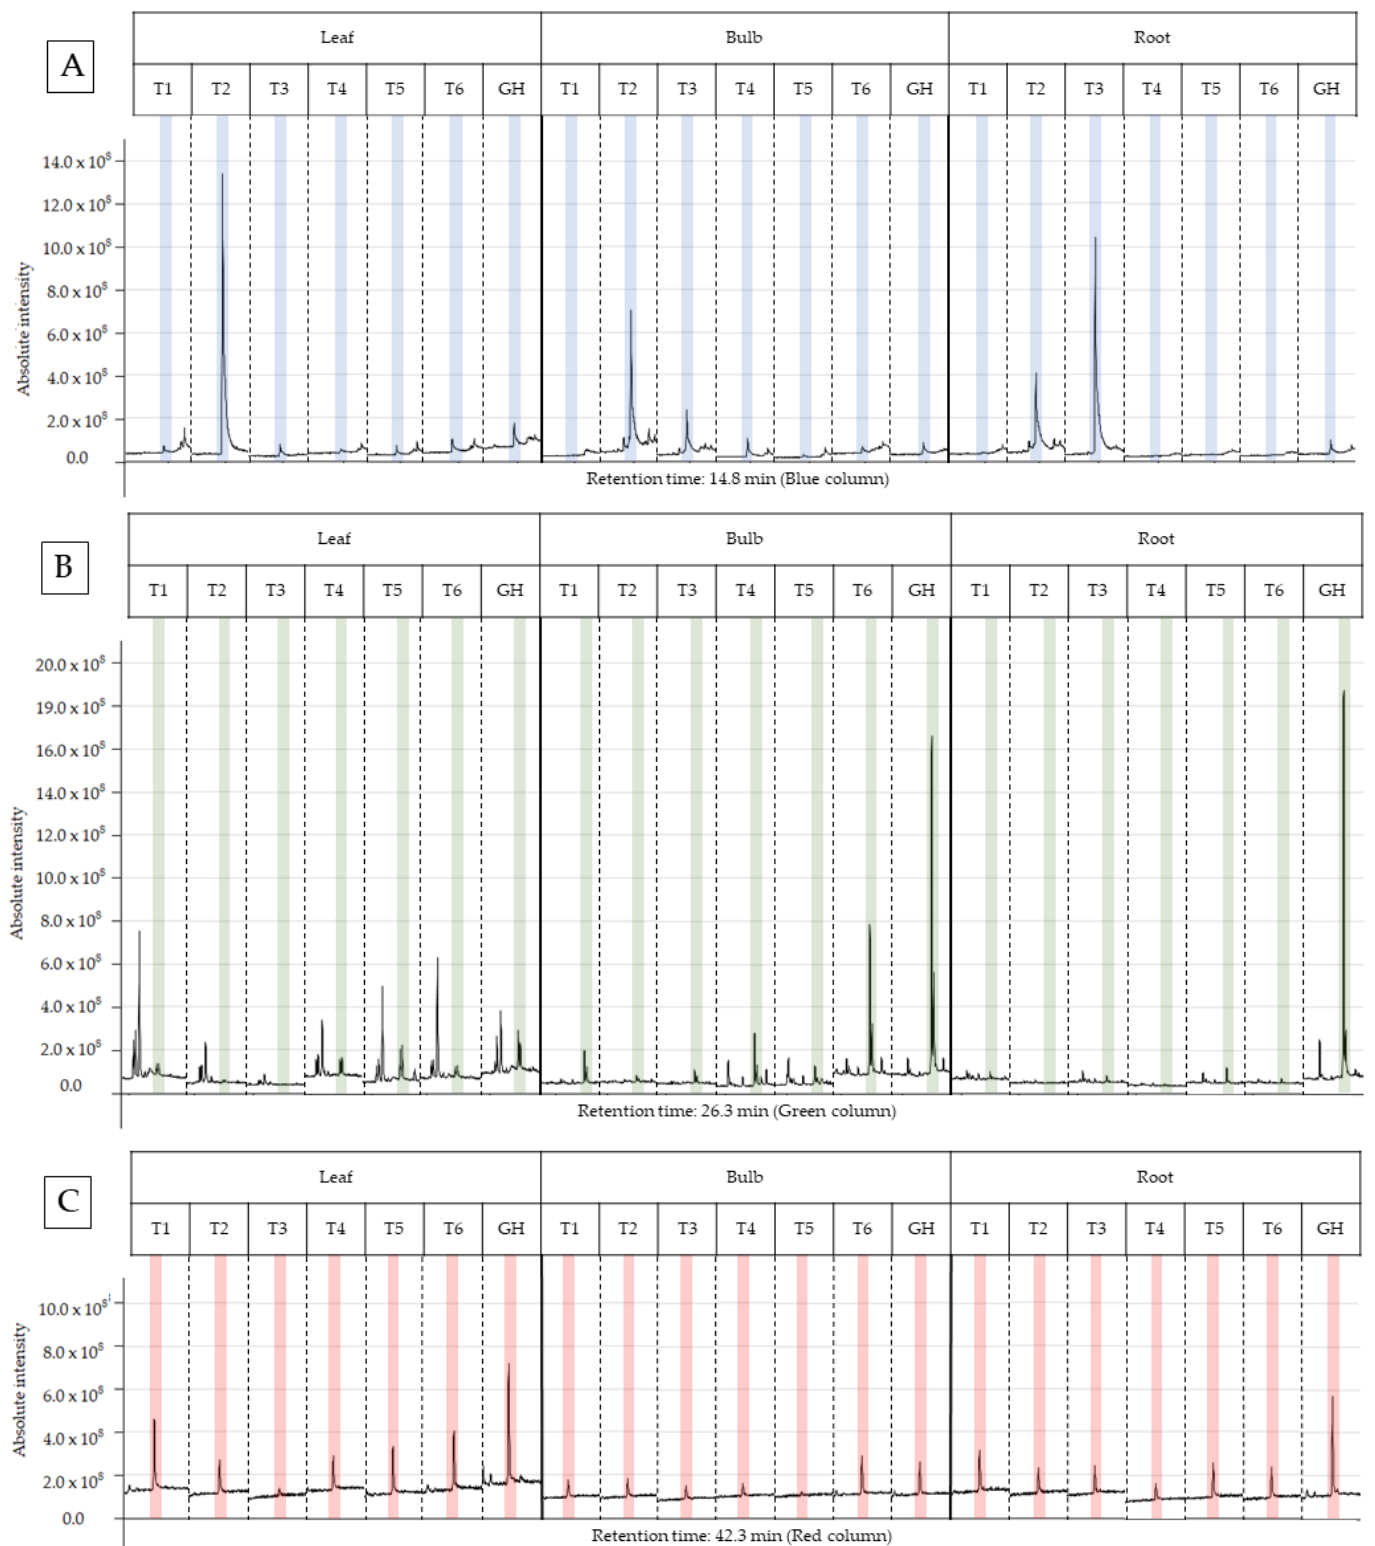 A
Leaf Bulb Root
T1 T2 T3 T4 T5 T6 GH T1 T2 T3 T4 T5 T6 GH T1 T2 T3 T4 T5 T6 GH
Absolute intensity
14.0 x 10⁸
12.0 x 10⁸
10.0 x 10⁸
8.0 x 10⁸
6.0 x 10⁸
4.0 x 10⁸
2.0 x 10⁸
0.0
Retention time: 14.8 min (Blue column)
B
Leaf Bulb Root
T1 T2 T3 T4 T5 T6 GH T1 T2 T3 T4 T5 T6 GH T1 T2 T3 T4 T5 T6 GH
Absolute intensity
20.0 x 10⁸
19.0 x 10⁸
16.0 x 10⁸
14.0 x 10⁸
12.0 x 10⁸
10.0 x 10⁸
8.0 x 10⁸
6.0 x 10⁸
4.0 x 10⁸
2.0 x 10⁸
0.0
Retention time: 26.3 min (Green column)
C
Leaf Bulb Root
T1 T2 T3 T4 T5 T6 GH T1 T2 T3 T4 T5 T6 GH T1 T2 T3 T4 T5 T6 GH
Absolute intensity
10.0 x 10⁸
8.0 x 10⁸
6.0 x 10⁸
4.0 x 10⁸
2.0 x 10⁸
0.0
Retention time: 42.3 min (Red column)